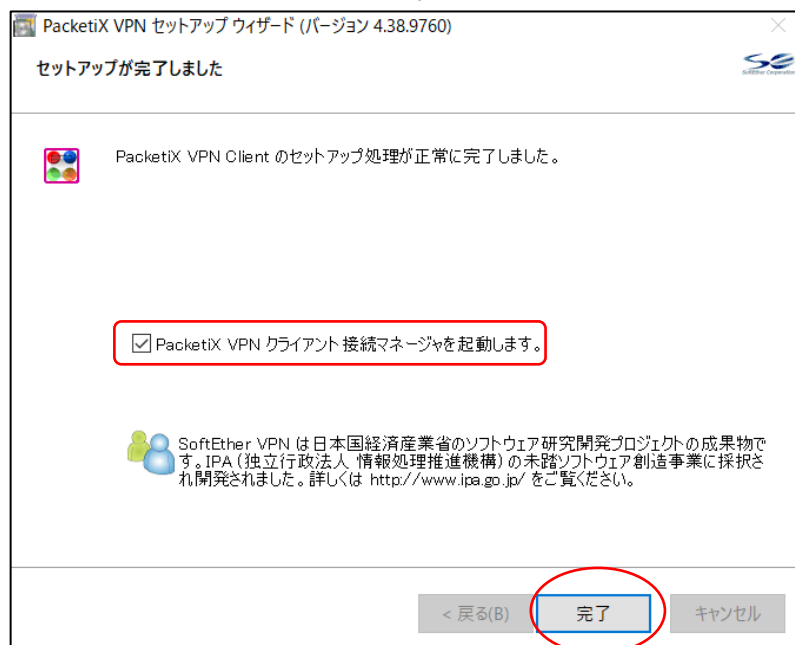 PacketiX VPN セットアップ ウィザード (バージョン 4.38.9760)
セットアップが完了しました
SoftEther Corporation
PacketiX VPN Client のセットアップ処理が正常に完了しました。
PacketiX VPN クライアント接続マネージャを起動します。
SoftEther VPN は日本国経済産業省のソフトウェア研究開発プロジェクトの成果物で
す。IPA (独立行政法人 情報処理推進機構) の未踏ソフトウェア創造事業に採択さ
れ開発されました。詳しくは http://www.ipa.go.jp/ をご覧ください。
< 戻る(B)
完了
キャンセル